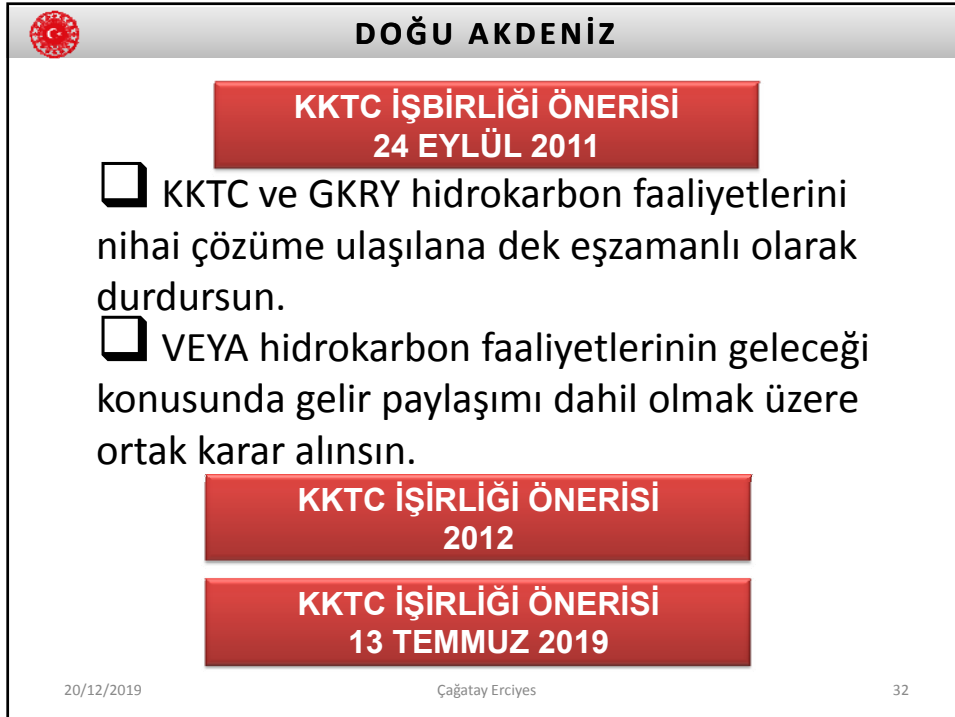 DOĞU AKDENİZ
KKTC İŞBİRLİĞİ ÖNERİSİ
24 EYLÜL 2011
KKTC ve GKRY hidrokarbon faaliyetlerini
nihai çözüme ulaşılana dek eşzamanlı olarak
durdursun.
VEYA hidrokarbon faaliyetlerinin geleceği
konusunda gelir paylaşımı dahil olmak üzere
ortak karar alınsın.
KKTC İŞİRLİĞİ ÖNERİSİ
2012
KKTC İŞİRLİĞİ ÖNERİSİ
13 TEMMUZ 2019
20/12/2019
Çağatay Erciyes
32